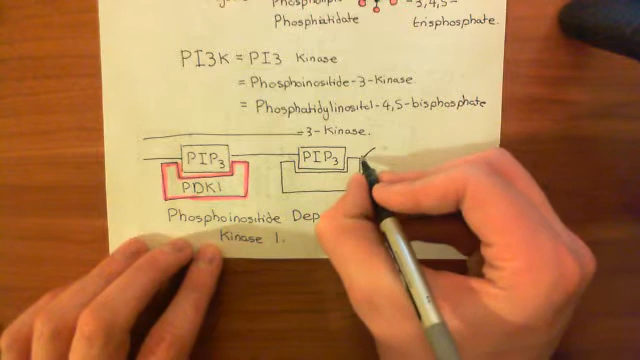 Phospholip
-3,4,5-
Phosphatidate
trisphosphate.
PI3K = PI3 Kinase
= Phosphoinositide-3-Kinase.
= Phosphatidylinositol-4,5-bisphosphate
-3-Kinase.
PIP3
PIP3
PDK1
Phosphoinositide Dep
Kinase 1.